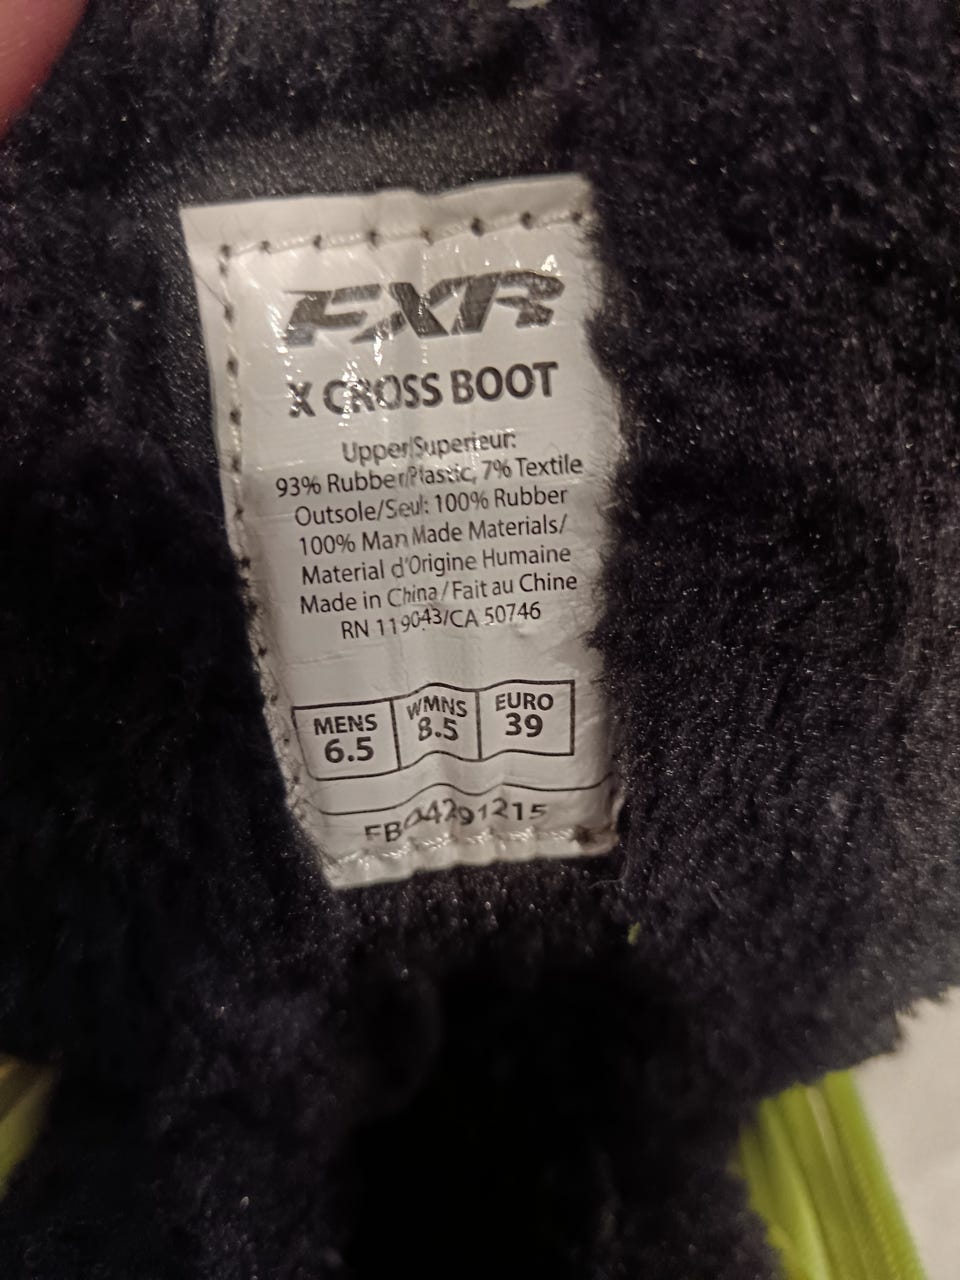 FXR
X CROSS BOOT
Upper/Superieur:
93% Rubber/Plastic, 7% Textile
Outsole/Seul: 100% Rubber
100% Man Made Materials/
Material d'Origine Humaine
Made in China / Fait au Chine
RN 119043/CA 50746
MENS WMNS EURO
6.5 8.5 39
FB04291215